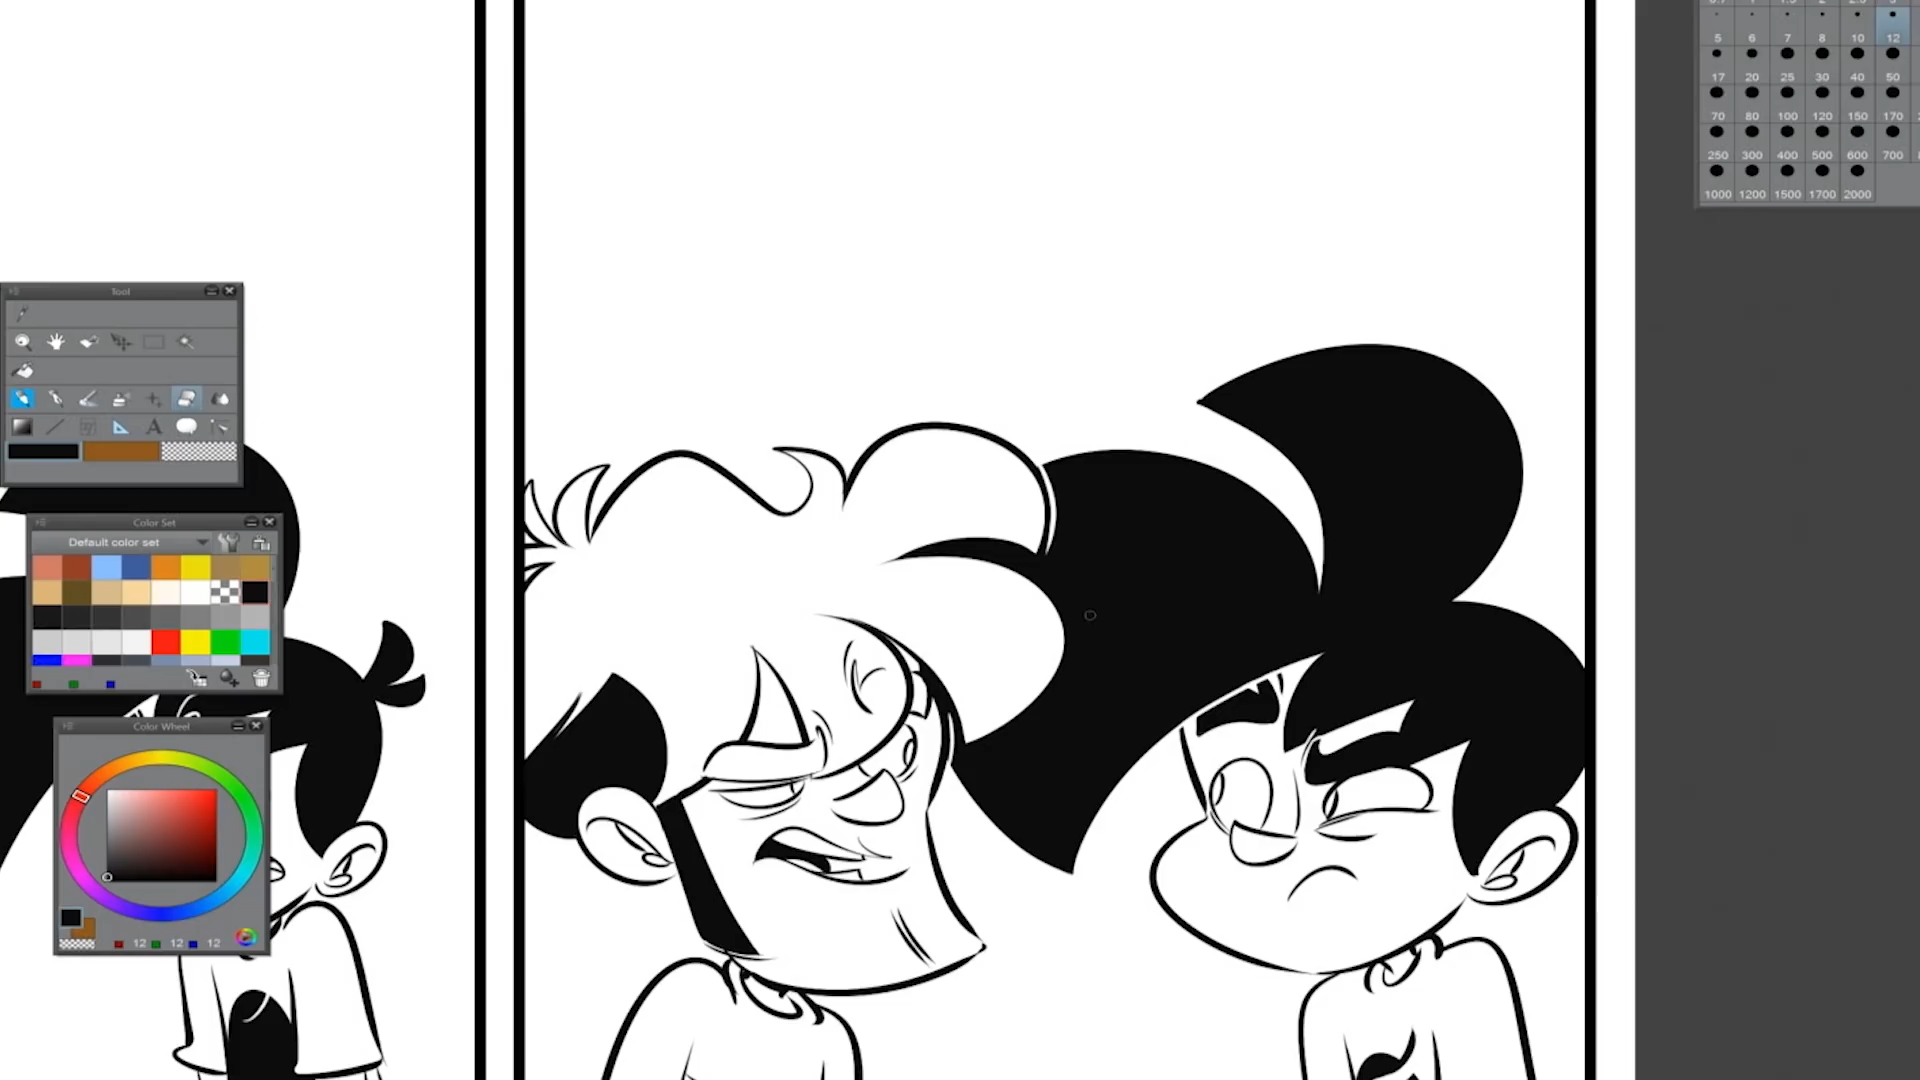 5 6 7 8 10 12
17 20 25 30 40 50
70 80 100 120 150 170
250 300 400 500 600 700
1000 1200 1500 1700 2000
Tool
A
Color Set
Default color set
Color Wheel
12 12 12